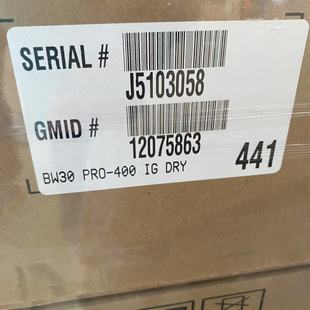 SERIAL #
J5103058
GMID #
12075863
441
BW30 PRO-400 IG DRY